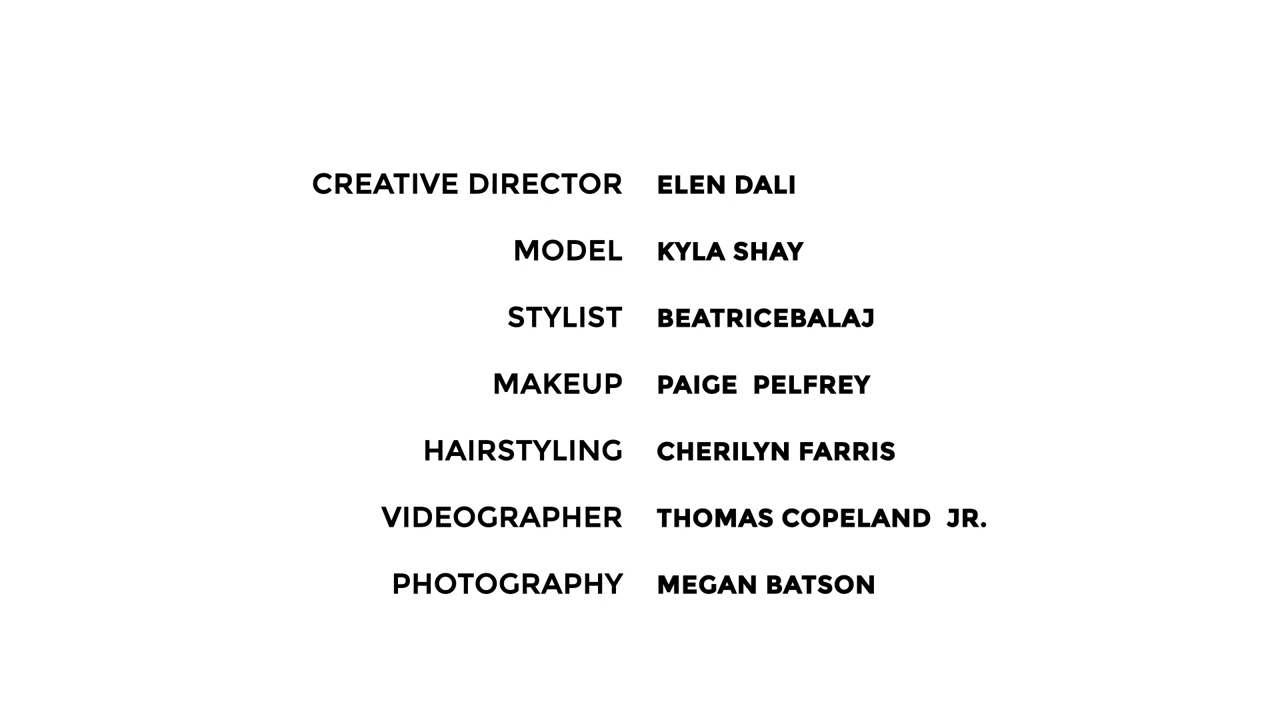 CREATIVE DIRECTOR ELEN DALI
MODEL KYLA SHAY
STYLIST BEATRICEBALAJ
MAKEUP PAIGE PELFREY
HAIRSTYLING CHERILYN FARRIS
VIDEOGRAPHER THOMAS COPELAND JR.
PHOTOGRAPHY MEGAN BATSON